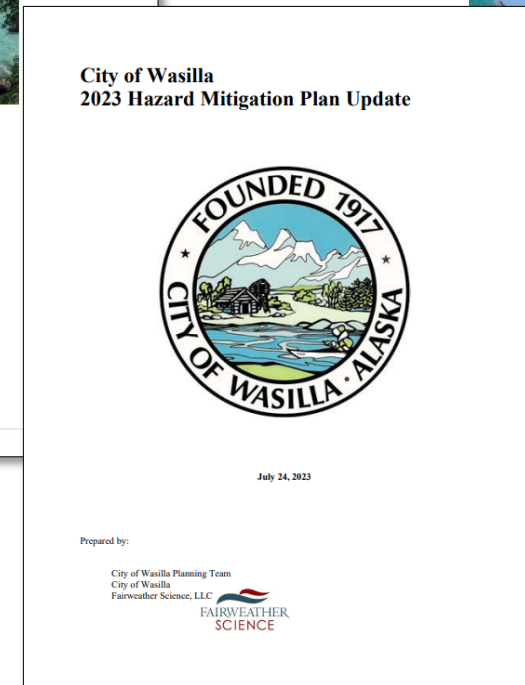 City of Wasilla
2023 Hazard Mitigation Plan Update
FOUNDED 1917
CITY OF WASILLA · ALASKA
July 24, 2023
Prepared by:
City of Wasilla Planning Team
City of Wasilla
Fairweather Science, LLC
FAIRWEATHER
SCIENCE